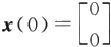 x(0) = [0
0]